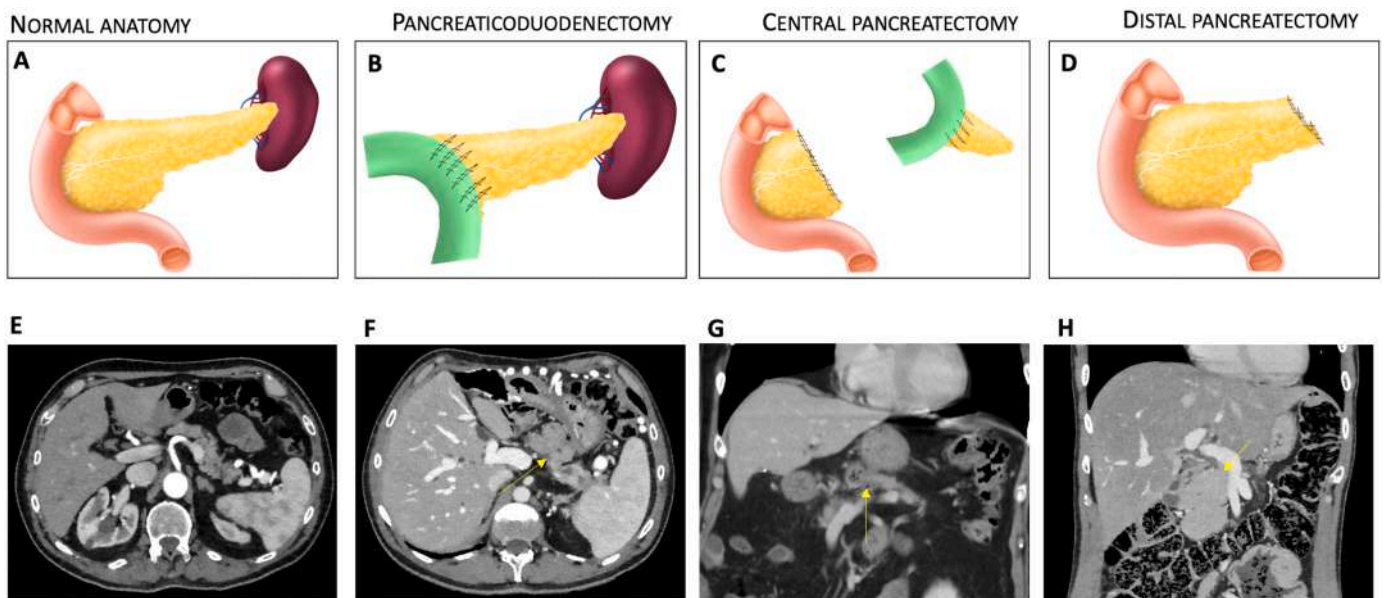 NORMAL ANATOMY
PANCREATICODUODENECTOMY
CENTRAL PANCREATECTOMY
DISTAL PANCREATECTOMY
A
B
C
D
E
F
G
H